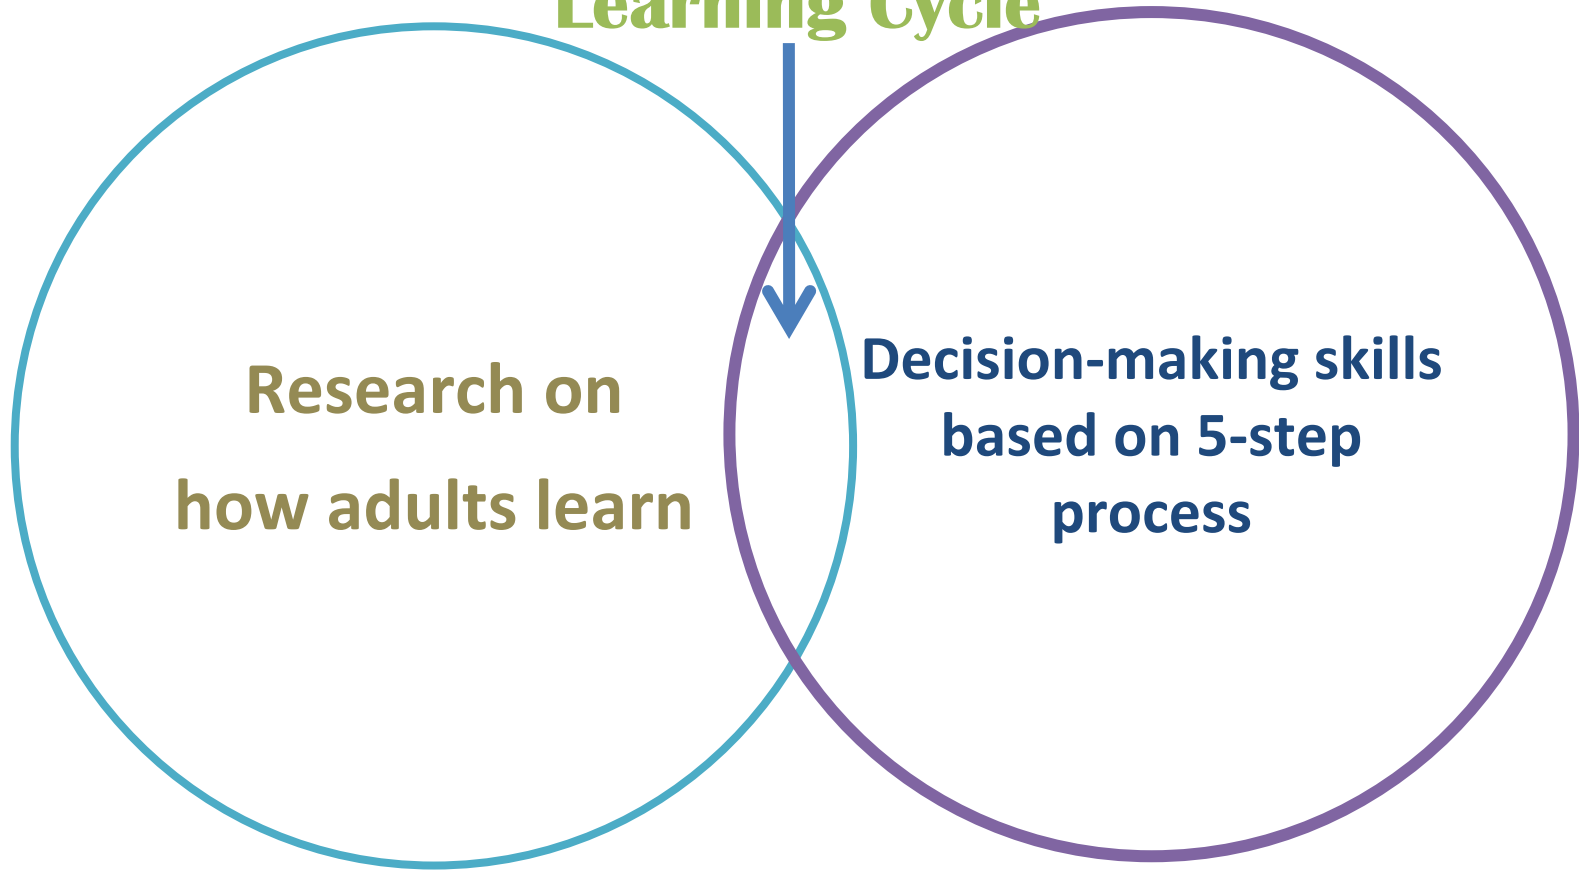 Learning Cycle
Research on
how adults learn
Decision-making skills
based on 5-step
process